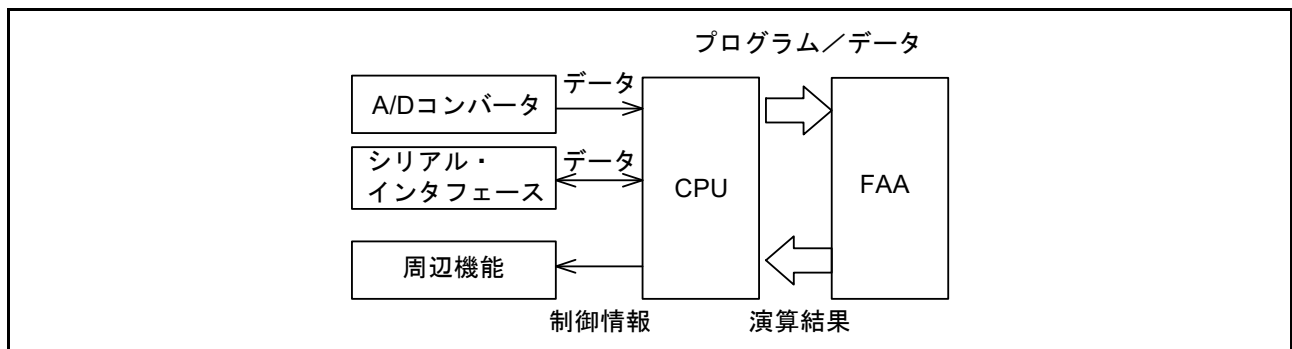 プログラム／データ
A/Dコンバータ
データ
シリアル・
インタフェース
データ
CPU
FAA
周辺機能
制御情報
演算結果